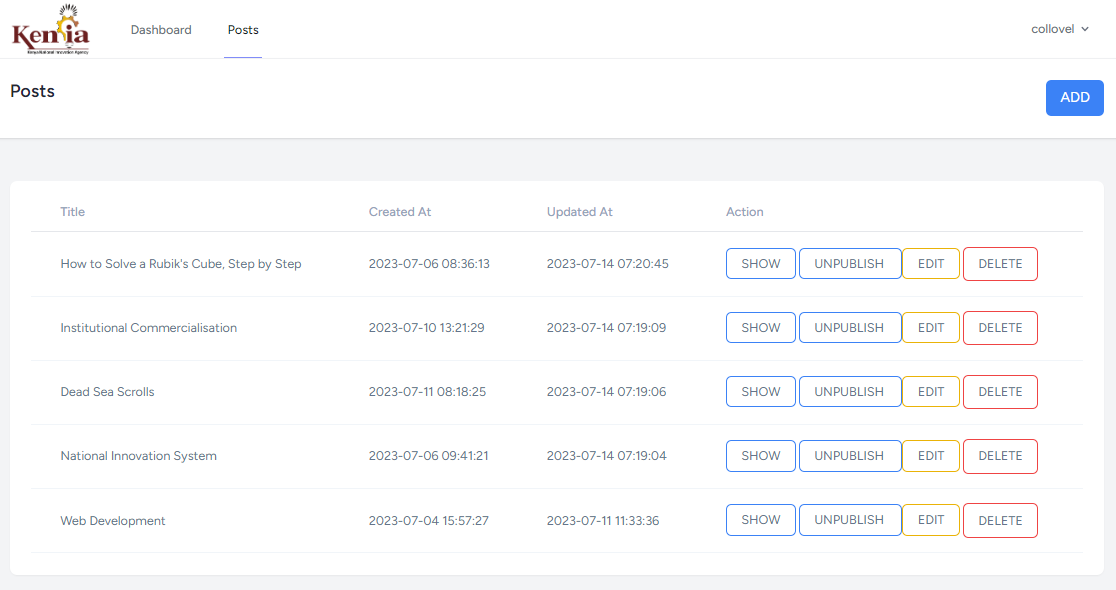 Kenia
Kenya National Innovation Agency
Dashboard
Posts
collovel
Posts
ADD
Title Created At Updated At Action
How to Solve a Rubik's Cube, Step by Step 2023-07-06 08:36:13 2023-07-14 07:20:45 SHOW UNPUBLISH EDIT DELETE
Institutional Commercialisation 2023-07-10 13:21:29 2023-07-14 07:19:09 SHOW UNPUBLISH EDIT DELETE
Dead Sea Scrolls 2023-07-11 08:18:25 2023-07-14 07:19:06 SHOW UNPUBLISH EDIT DELETE
National Innovation System 2023-07-06 09:41:21 2023-07-14 07:19:04 SHOW UNPUBLISH EDIT DELETE
Web Development 2023-07-04 15:57:27 2023-07-11 11:33:36 SHOW UNPUBLISH EDIT DELETE